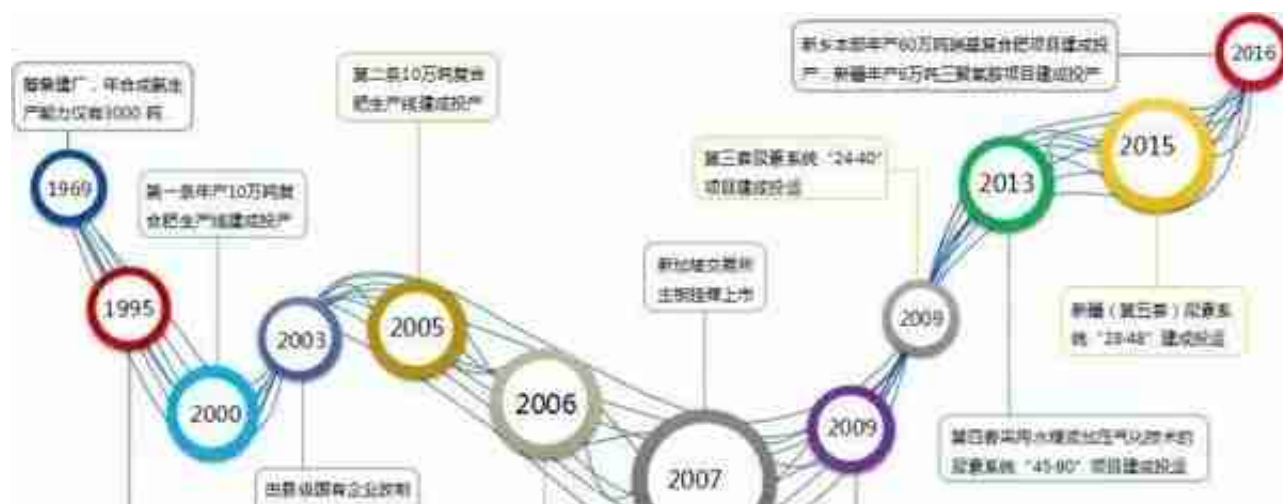 新乡本部年产60万吨
复合肥项目建成投
产，新疆年产6万吨三聚氰胺项目建成投产
2016
筹备建厂，年合成氨生
产能力仅有3000 吨
第二条10万吨复合
肥生产线建成投产
1969
第一条年产10万吨复
合肥生产线建成投产
第三套尿素系统“24-40”
项目建成投运
2013
2015
新加坡交易所
主板挂牌上市
1995
2003
2005
2009
新疆（第五套）尿素系
统“28-48”建成投运
2000
2006
2009
2007
第四套采用水煤浆加压气化技术的
尿素系统“45-80”项目建成投运
由县级国有企业改制